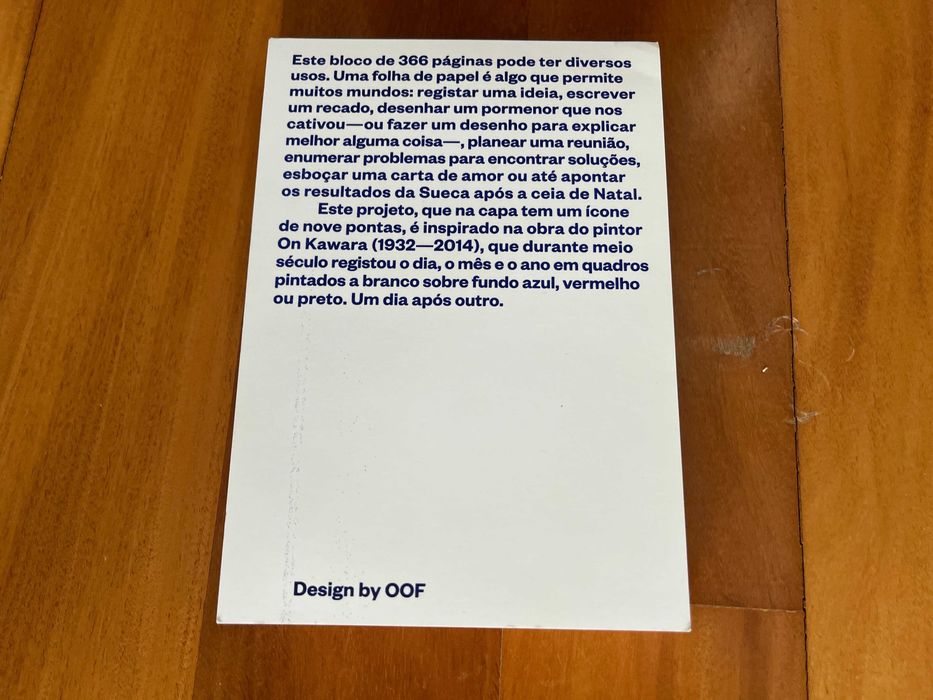 Este bloco de 366 páginas pode ter diversos
usos. Uma folha de papel é algo que permite
muitos mundos: registar uma ideia, escrever
um recado, desenhar um pormenor que nos
cativou—ou fazer um desenho para explicar
melhor alguma coisa—, planear uma reunião,
enumerar problemas para encontrar soluções,
esboçar uma carta de amor ou até apontar
os resultados da Sueca após a ceia de Natal.
Este projeto, que na capa tem um ícone
de nove pontas, é inspirado na obra do pintor
On Kawara (1932—2014), que durante meio
século registou o dia, o mês e o ano em quadros
pintados a branco sobre fundo azul, vermelho
ou preto. Um dia após outro.
Design by OOF